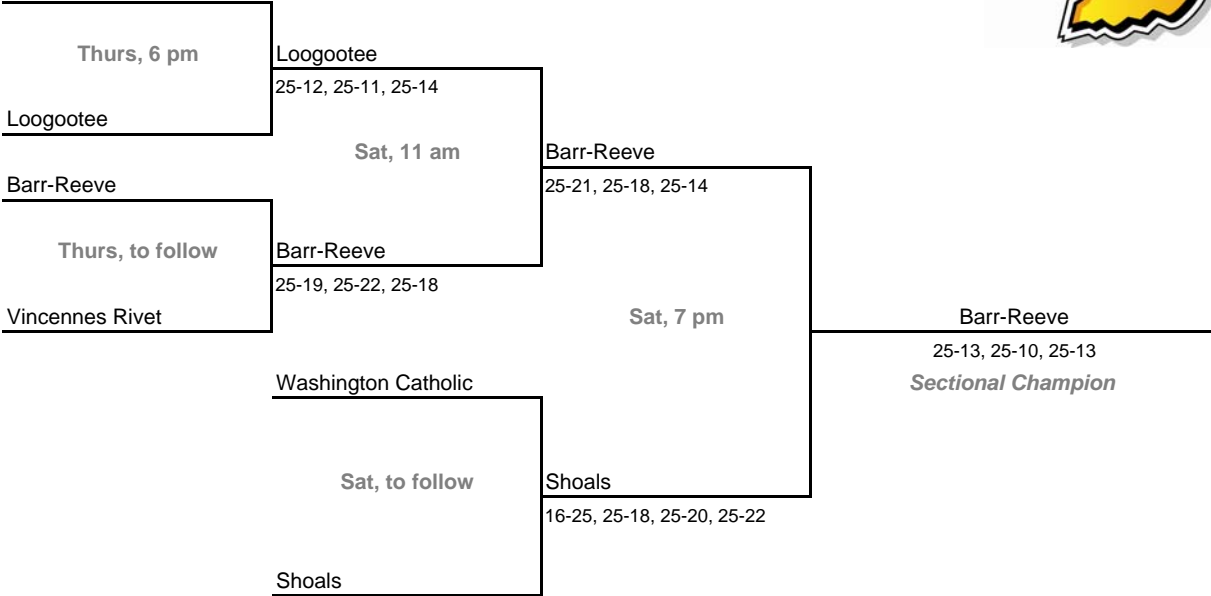 Thurs, 6 pm
Loogootee
25-12, 25-11, 25-14
Loogootee
Sat, 11 am
Barr-Reeve
Barr-Reeve
25-21, 25-18, 25-14
Thurs, to follow
Barr-Reeve
25-19, 25-22, 25-18
Vincennes Rivet
Sat, 7 pm
Barr-Reeve
25-13, 25-10, 25-13
Washington Catholic
Sectional Champion
Sat, to follow
Shoals
16-25, 25-18, 25-20, 25-22
Shoals